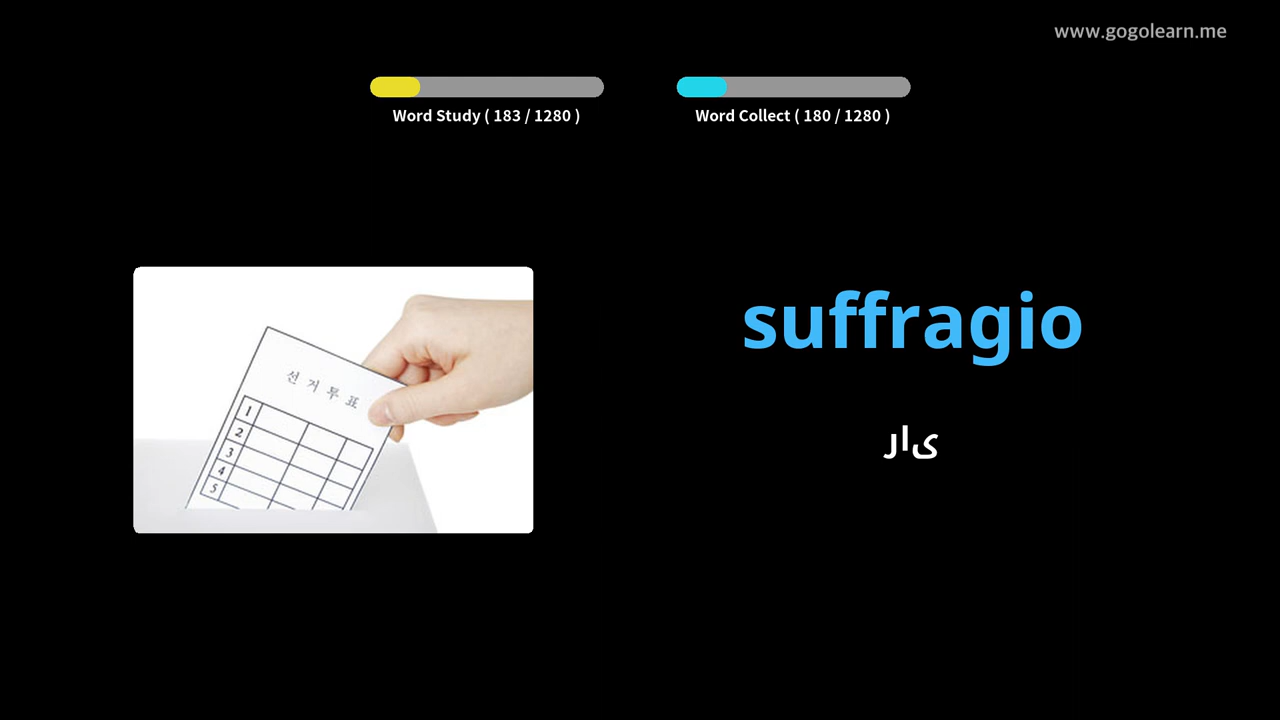 www.gogolearn.me
Word Study ( 183 / 1280 )
Word Collect ( 180 / 1280 )
선거투표
1
2
3
4
5
suffragio
ی‌ار